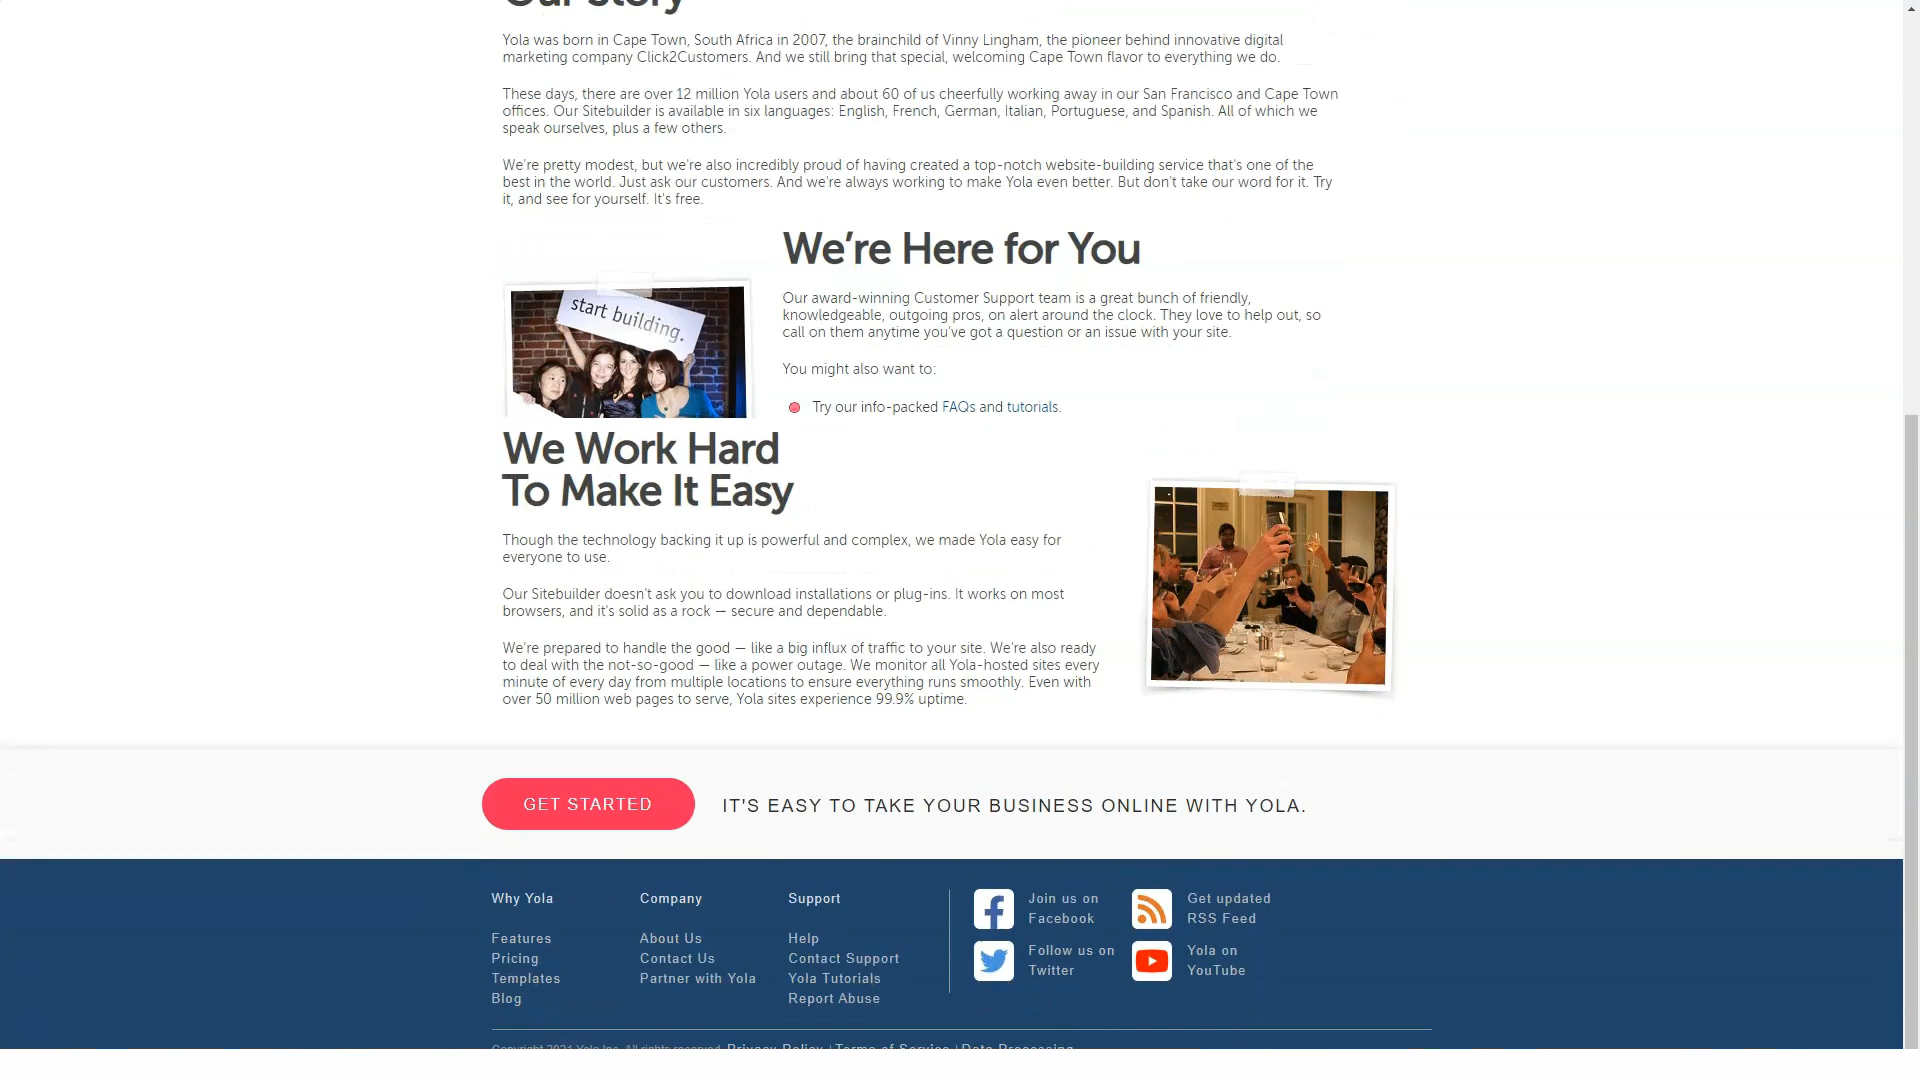 Our Story
Yola was born in Cape Town, South Africa in 2007, the brainchild of Vinny Lingham, the pioneer behind innovative digital
marketing company Click2Customers. And we still bring that special, welcoming Cape Town flavor to everything we do.
These days, there are over 12 million Yola users and about 60 of us cheerfully working away in our San Francisco and Cape Town
offices. Our Sitebuilder is available in six languages: English, French, German, Italian, Portuguese, and Spanish. All of which we
speak ourselves, plus a few others.
We're pretty modest, but we're also incredibly proud of having created a top-notch website-building service that's one of the
best in the world. Just ask our customers. And we're always working to make Yola even better. But don't take our word for it. Try
it, and see for yourself. It's free.
We’re Here for You
start building.
Our award-winning Customer Support team is a great bunch of friendly,
knowledgeable, outgoing pros, on alert around the clock. They love to help out, so
call on them anytime you've got a question or an issue with your site.
You might also want to:
Try our info-packed FAQs and tutorials.
We Work Hard
To Make It Easy
Though the technology backing it up is powerful and complex, we made Yola easy for
everyone to use.
Our Sitebuilder doesn't ask you to download installations or plug-ins. It works on most
browsers, and it's solid as a rock — secure and dependable.
We're prepared to handle the good — like a big influx of traffic to your site. We're also ready
to deal with the not-so-good — like a power outage. We monitor all Yola-hosted sites every
minute of every day from multiple locations to ensure everything runs smoothly. Even with
over 50 million web pages to serve, Yola sites experience 99.9% uptime.
GET STARTED
IT'S EASY TO TAKE YOUR BUSINESS ONLINE WITH YOLA.
Why Yola
Features
Pricing
Templates
Blog
Company
About Us
Contact Us
Partner with Yola
Support
Help
Contact Support
Yola Tutorials
Report Abuse
Join us on
Facebook
Get updated
RSS Feed
Follow us on
Twitter
Yola on
YouTube
Copyright 2021 Yola Inc. All rights reserved. Privacy Policy | Terms of Service | Data Processing